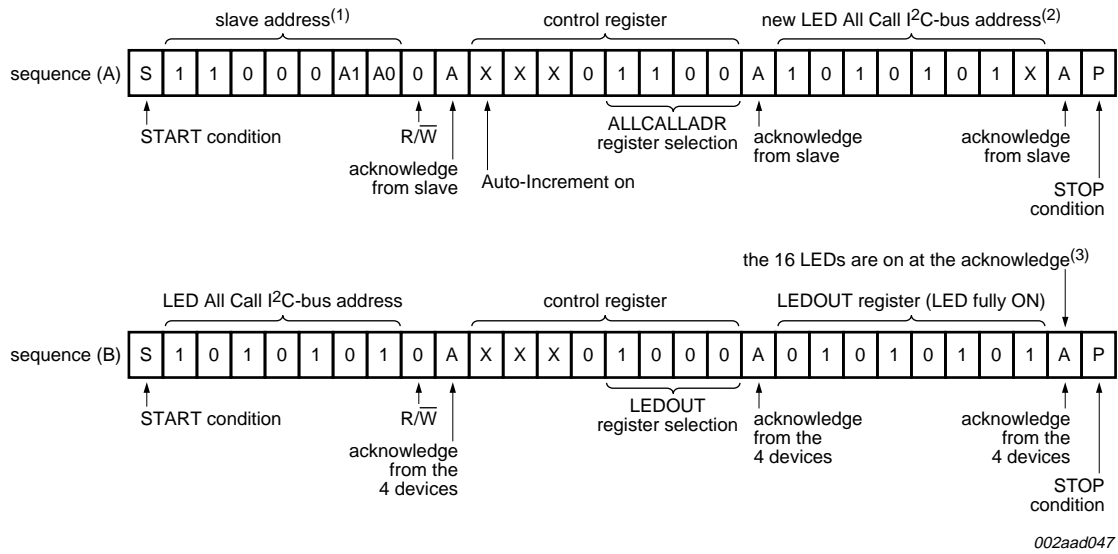 slave address(1) control register new LED All Call I2C-bus address(2)
sequence (A) S 1 1 0 0 0 A1 A0 0 A X X X 0 1 1 0 0 A 1 0 1 0 1 0 1 X A P
START condition R/W̅ ALLCALLADR register selection acknowledge from slave acknowledge from slave
acknowledge from slave Auto-Increment on
STOP condition
the 16 LEDs are on at the acknowledge(3)
LED All Call I2C-bus address control register LEDOUT register (LED fully ON)
sequence (B) S 1 0 1 0 1 0 1 0 A X X X 0 1 0 0 0 A 0 1 0 1 0 1 0 1 A P
START condition R/W̅ LEDOUT register selection acknowledge from the 4 devices acknowledge from the 4 devices
acknowledge from the 4 devices
STOP condition
002aad047